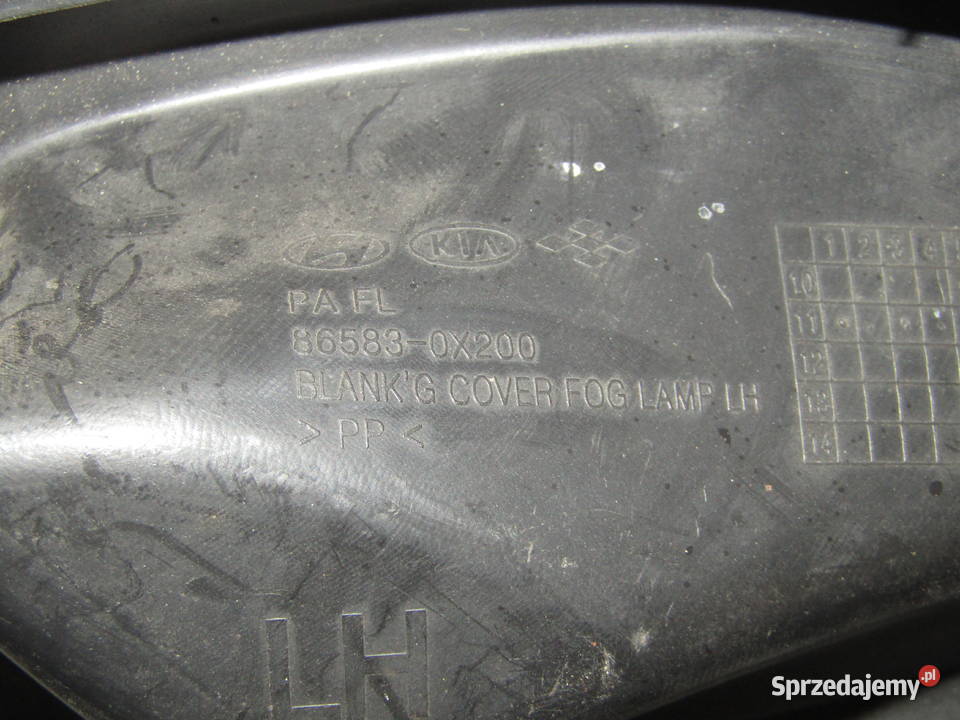 KIA
PA FL
86583-0X200
BLANK'G COVER FOG LAMP LH
> PP <
1 2 3 4
10
11
12
13
14
LH
Sprzedajemy.pl